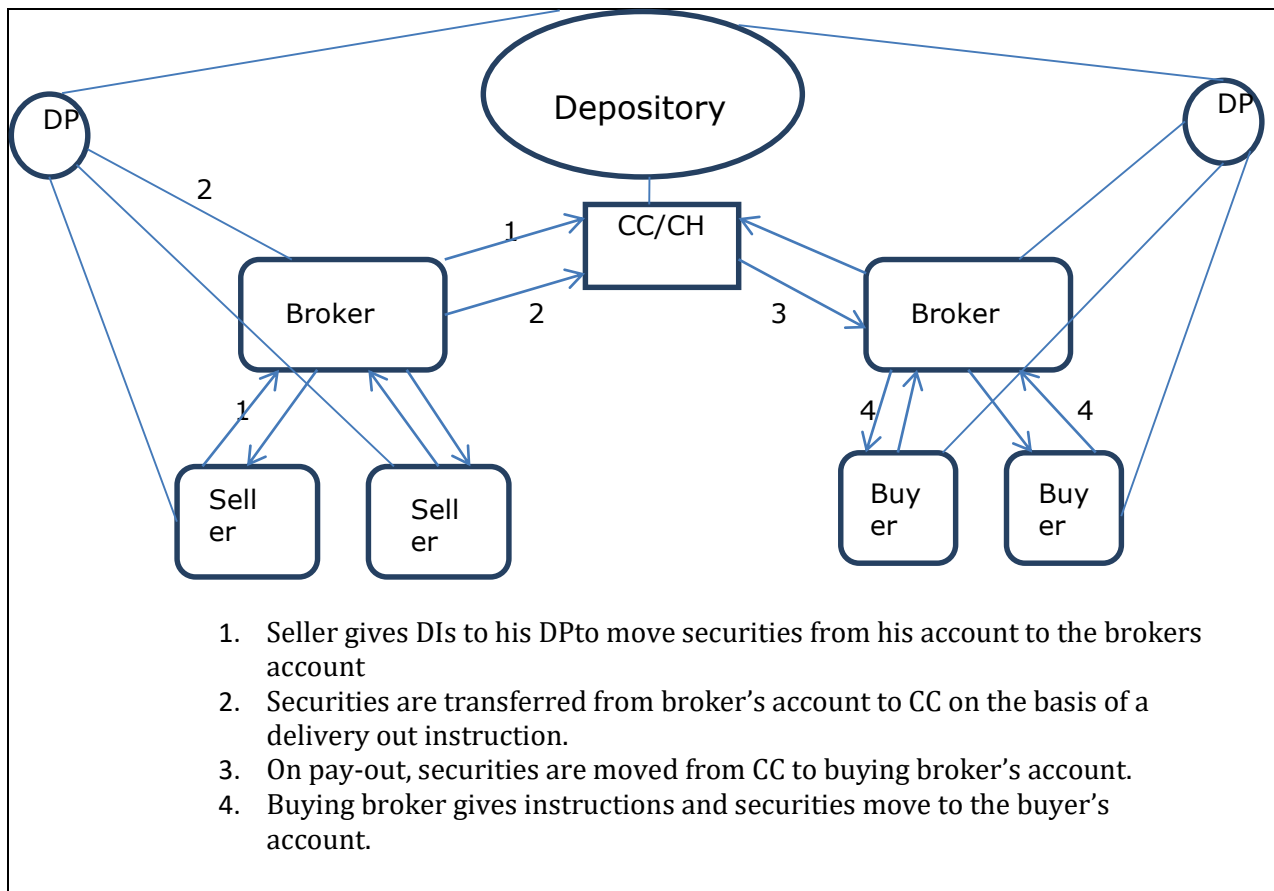 Depository
DP
DP
2
1
CC/CH
2
3
Broker
Broker
1
4
4
Sell
er
Sell
er
Buy
er
Buy
er
1. Seller gives DIs to his DPto move securities from his account to the brokers
account
2. Securities are transferred from broker’s account to CC on the basis of a
delivery out instruction.
3. On pay-out, securities are moved from CC to buying broker’s account.
4. Buying broker gives instructions and securities move to the buyer’s
account.